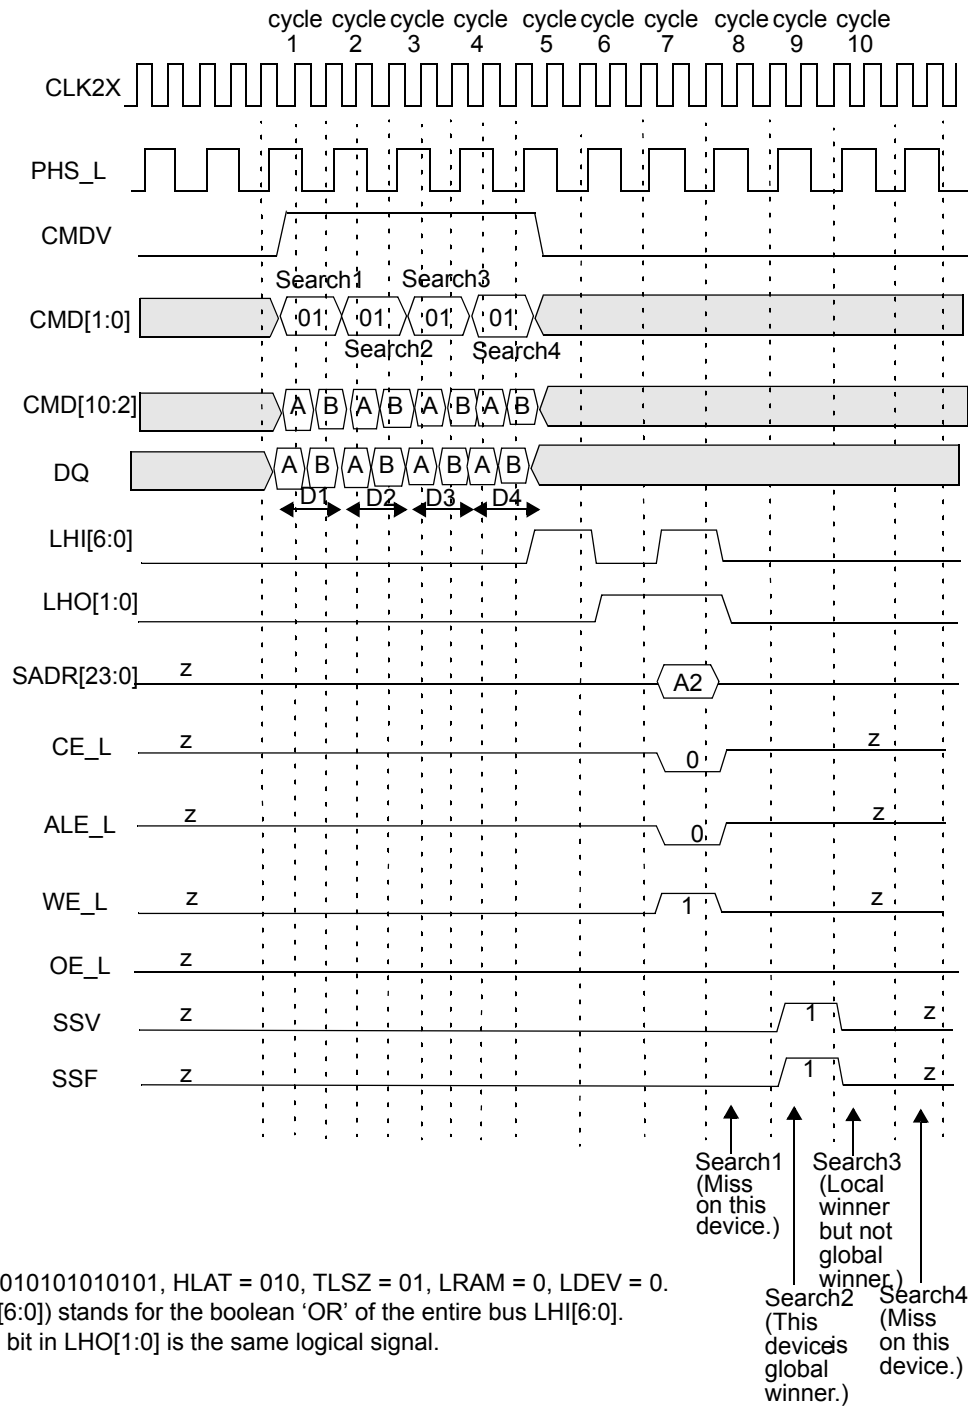 cycle cycle cycle cycle cycle cycle cycle cycle cycle cycle
1 2 3 4 5 6 7 8 9 10
CLK2X
PHS_L
CMDV
Search1 Search3
CMD[1:0] 01 01 01 01
Search2 Search4
CMD[10:2] A B A B A B A B
DQ A B A B A B A B
D1 D2 D3 D4
LHI[6:0]
LHO[1:0]
SADR[23:0] z A2
CE_L z 0 z
ALE_L z 0 z
WE_L z 1 z
OE_L z
SSV z 1 z
SSF z 1 z
Search1
(Miss
on this
device.)
Search3
(Local
winner
but not
global
winner.)
Search2
(This
device is
global
winner.)
Search4
(Miss
on this
device.)
010101010101, HLAT = 010, TLSZ = 01, LRAM = 0, LDEV = 0.
[6:0]) stands for the boolean ‘OR’ of the entire bus LHI[6:0].
bit in LHO[1:0] is the same logical signal.